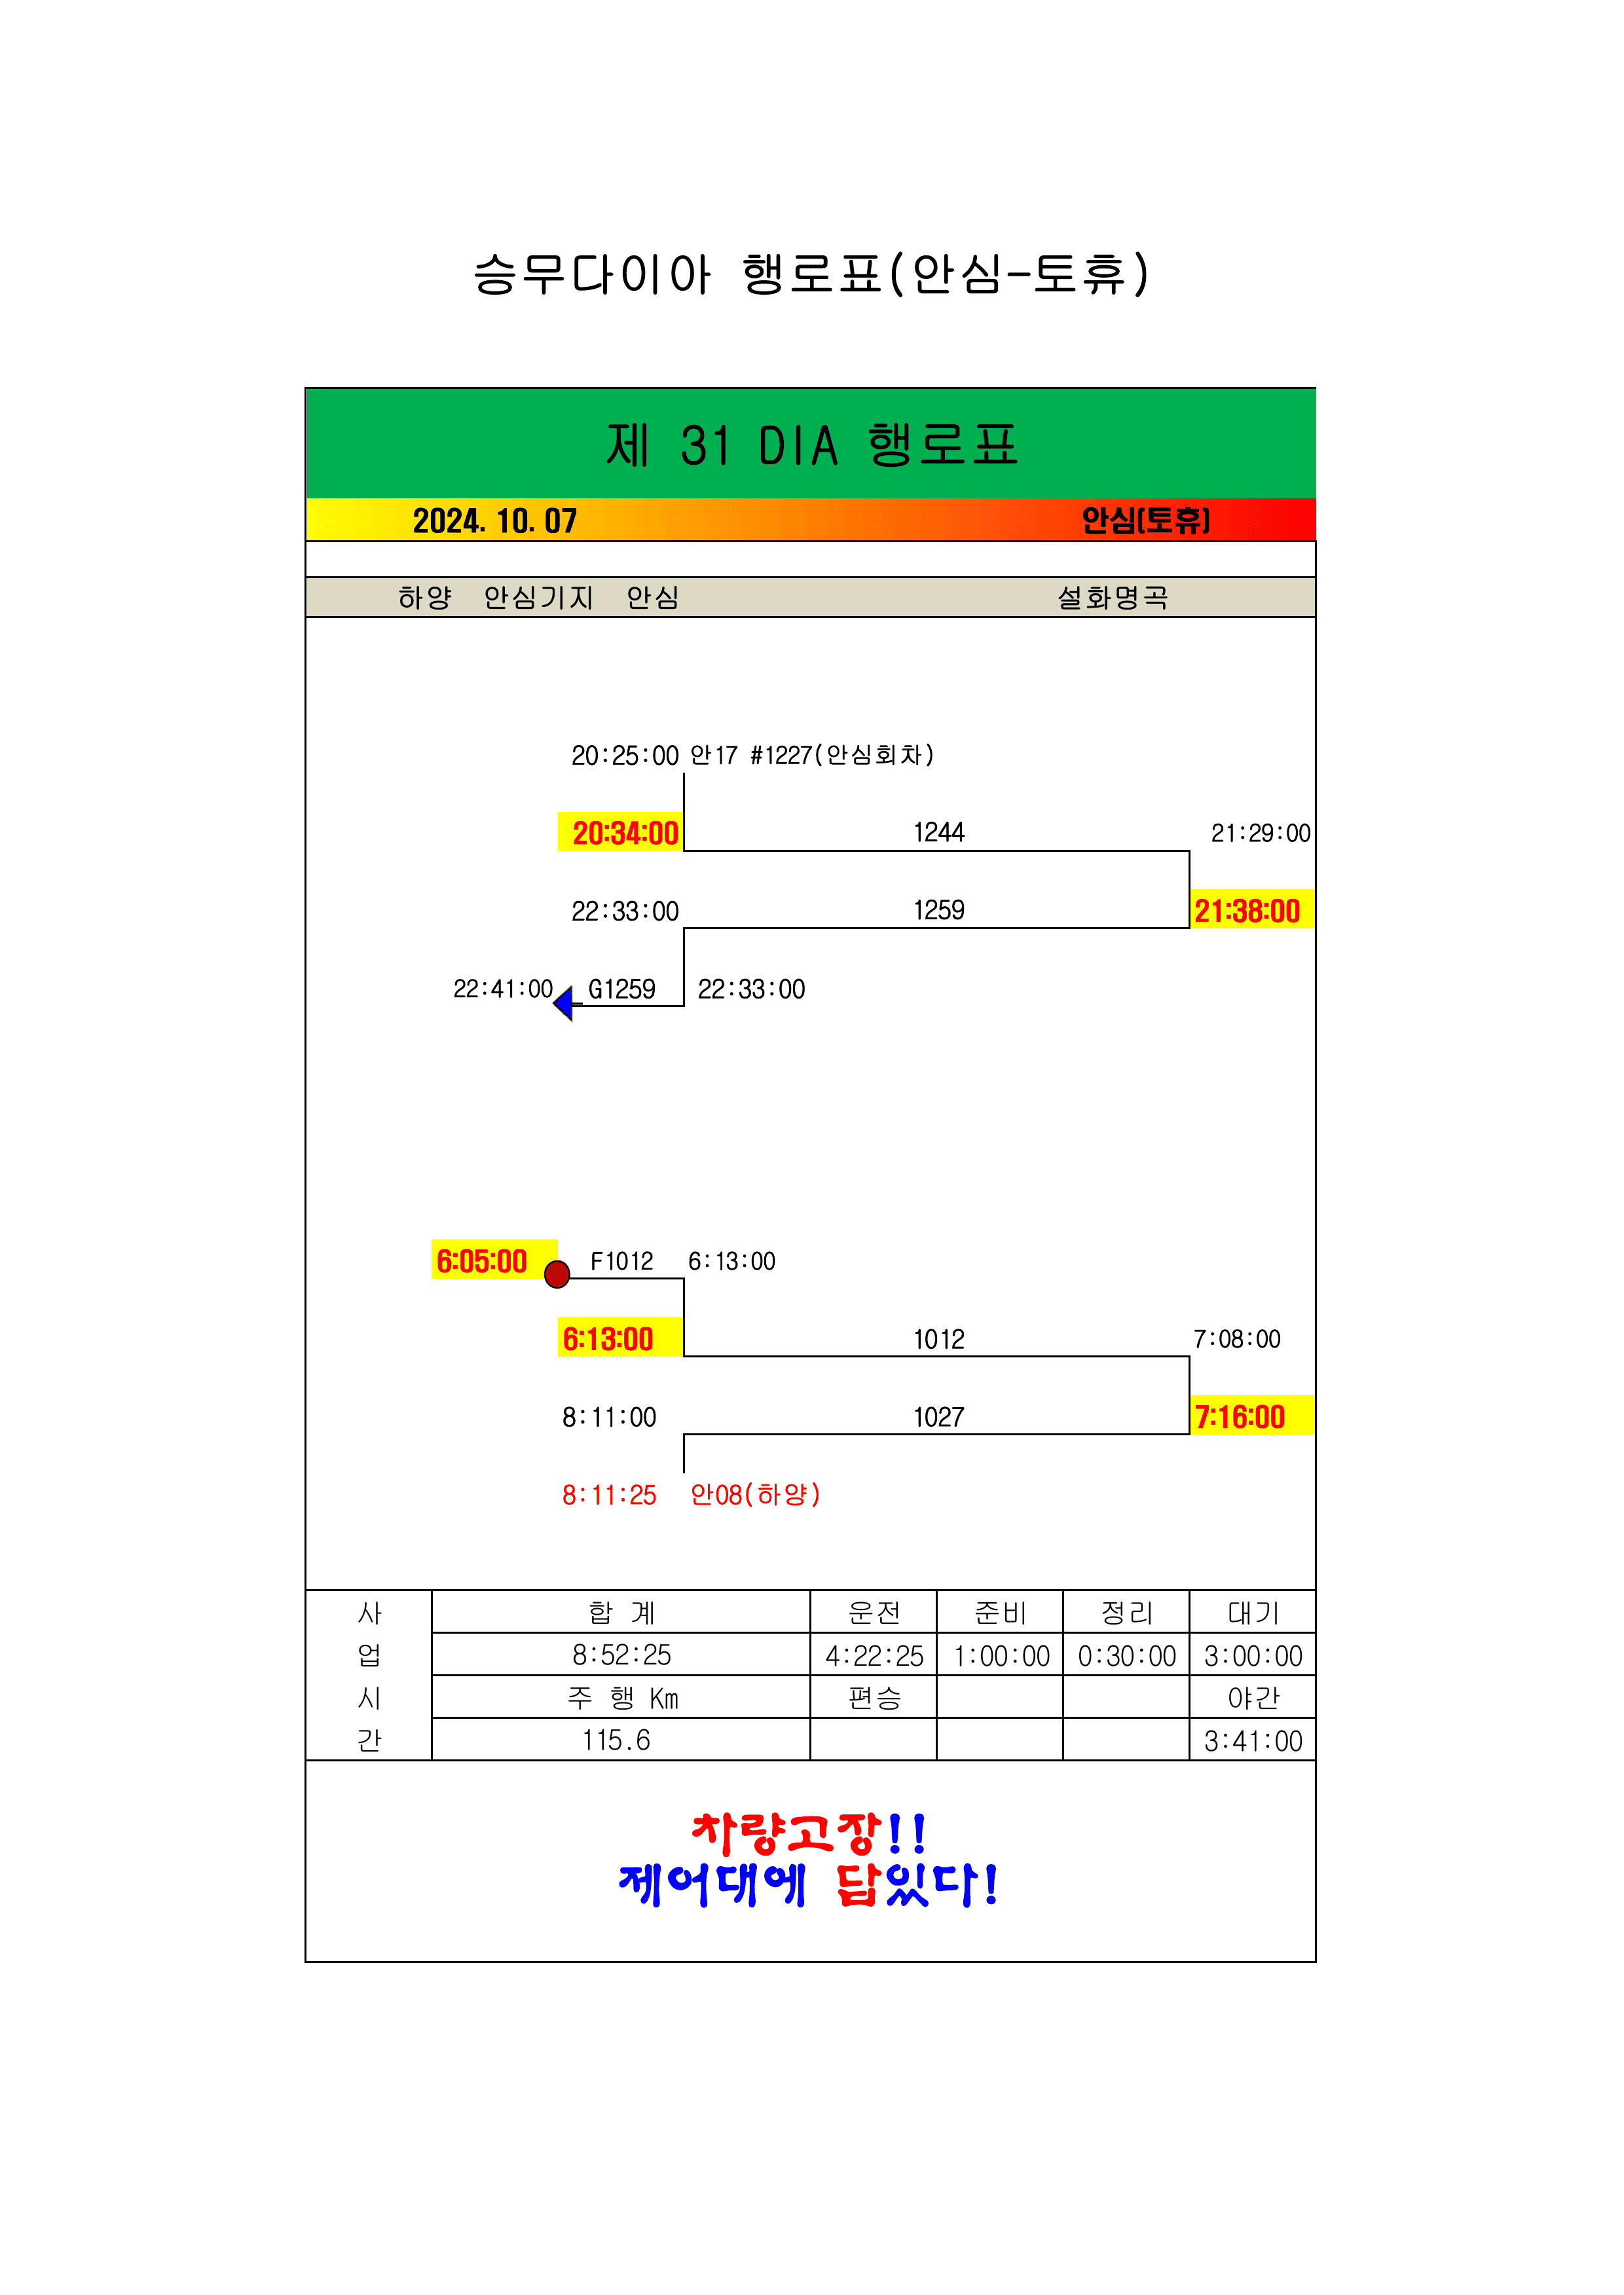 승무다이아 행로표(안심-토휴)
제 31 DIA 행로표
2024. 10. 07 안심(토휴)
하양 안심기지 안심 설화명곡
20:25:00 안17 #1227(안심회차)
20:34:00 1244 21:29:00
22:33:00 1259 21:38:00
22:41:00 G1259 22:33:00
6:05:00 F1012 6:13:00
6:13:00 1012 7:08:00
8:11:00 1027 7:16:00
8:11:25 안08(하양)
사 합 계 운전 준비 정리 대기
업 8:52:25 4:22:25 1:00:00 0:30:00 3:00:00
시 주 행 Km 편승 야간
간 115.6 3:41:00
차량고장!!
제어대에 답있다!